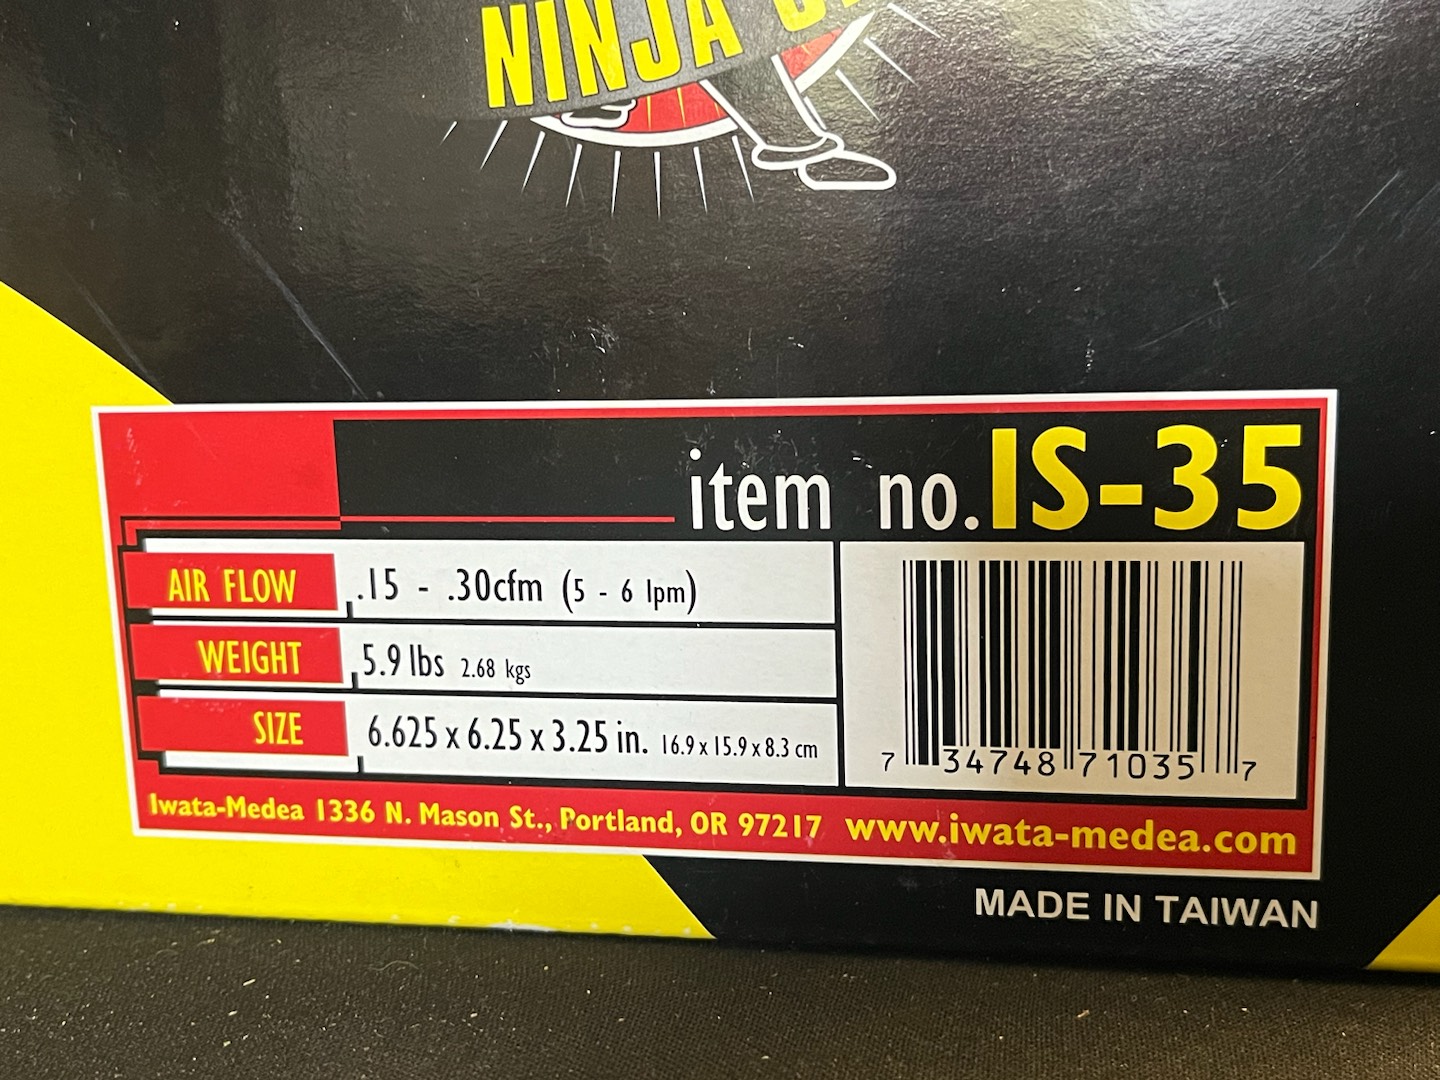 NINJA
item no.IS-35
AIR FLOW .15 - .30cfm (5 - 6 lpm)
WEIGHT 5.9 lbs 2.68 kgs
SIZE 6.625 x 6.25 x 3.25 in. 16.9 x 15.9 x 8.3 cm
7 34748 71035 7
Iwata-Medea 1336 N. Mason St., Portland, OR 97217 www.iwata-medea.com
MADE IN TAIWAN